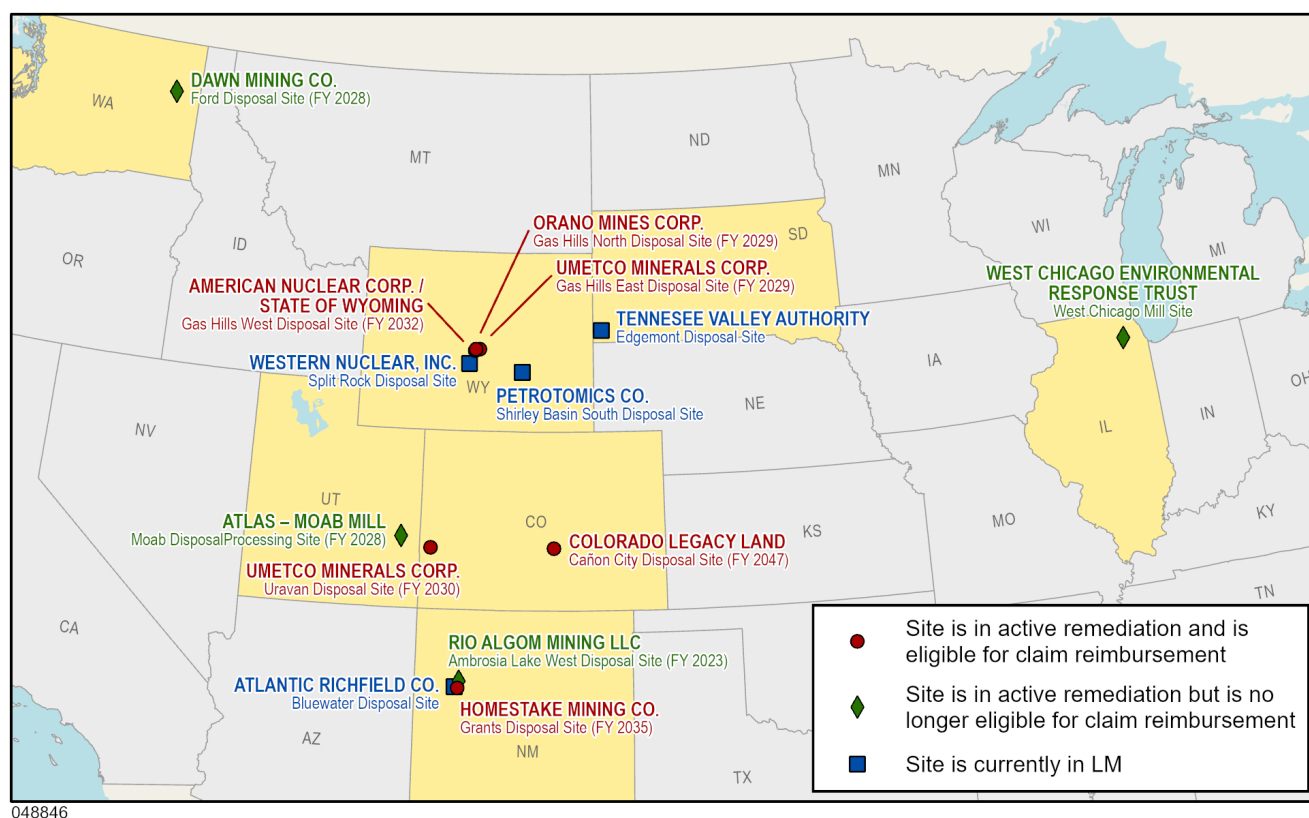 DAWN MINING CO.
Ford Disposal Site (FY 2028)
WA
MT
ND
MN
OR
ID
SD
WI
MI
ORANO MINES CORP.
Gas Hills North Disposal Site (FY 2029)
UMETCO MINERALS CORP.
Gas Hills East Disposal Site (FY 2029)
AMERICAN NUCLEAR CORP. /
STATE OF WYOMING
Gas Hills West Disposal Site (FY 2032)
WEST CHICAGO ENVIRONMENTAL
RESPONSE TRUST
West Chicago Mill Site
TENNESEE VALLEY AUTHORITY
Edgemont Disposal Site
WESTERN NUCLEAR, INC.
Split Rock Disposal Site
WY
PETROTOMICS CO.
Shirley Basin South Disposal Site
IA
NE
NV
IL
IN
OH
UT
CO
KS
MO
KY
ATLAS – MOAB MILL
Moab DisposalProcessing Site (FY 2028)
UMETCO MINERALS CORP.
Uravan Disposal Site (FY 2030)
COLORADO LEGACY LAND
Cañon City Disposal Site (FY 2047)
TN
CA
RIO ALGOM MINING LLC
Ambrosia Lake West Disposal Site (FY 2023)
ATLANTIC RICHFIELD CO.
Bluewater Disposal Site
HOMESTAKE MINING CO.
Grants Disposal Site (FY 2035)
AZ
NM
TX
Site is in active remediation and is
eligible for claim reimbursement
Site is in active remediation but is no
longer eligible for claim reimbursement
Site is currently in LM
048846